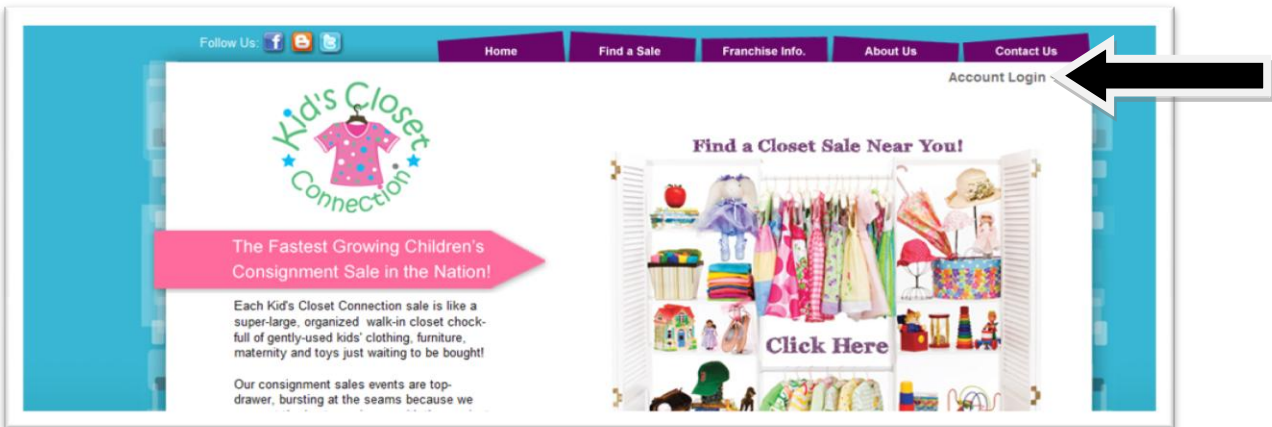 Follow Us:
Home
Find a Sale
Franchise Info.
About Us
Contact Us
Account Login
Kid's Closet
Connection
Find a Closet Sale Near You!
The Fastest Growing Children's
Consignment Sale in the Nation!
Each Kid's Closet Connection sale is like a
super-large, organized walk-in closet chock-
full of gently-used kids' clothing, furniture,
maternity and toys just waiting to be bought!
Click Here
Our consignment sales events are top-
drawer, bursting at the seams because we